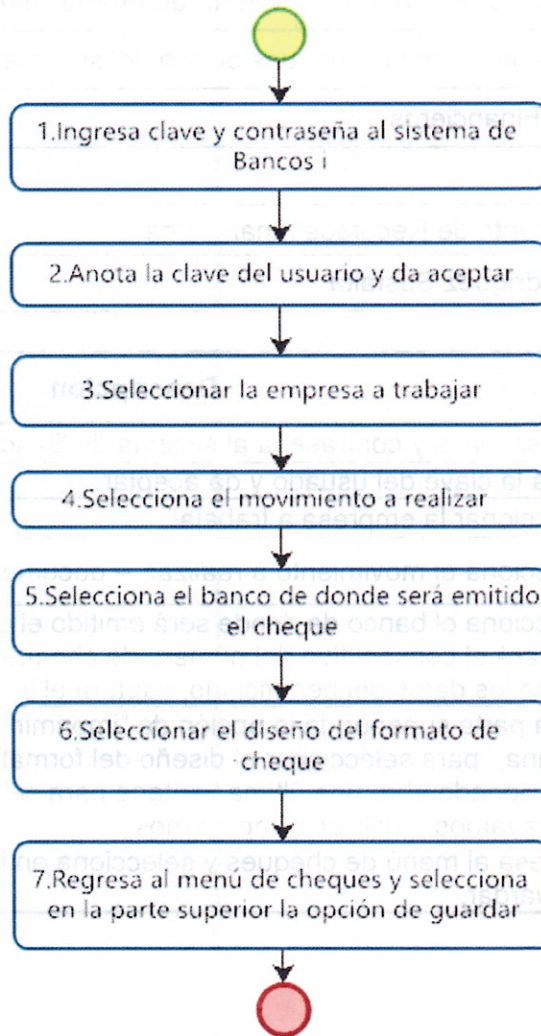 1.Ingresa clave y contraseña al sistema de
Bancos i
2.Anota la clave del usuario y da aceptar
3.Seleccionar la empresa a trabajar
4.Selecciona el movimiento a realizar
5.Selecciona el banco de donde será emitido
el cheque
6.Seleccionar el diseño del formato de
cheque
7.Regresa al menú de cheques y selecciona
en la parte superior la opción de guardar